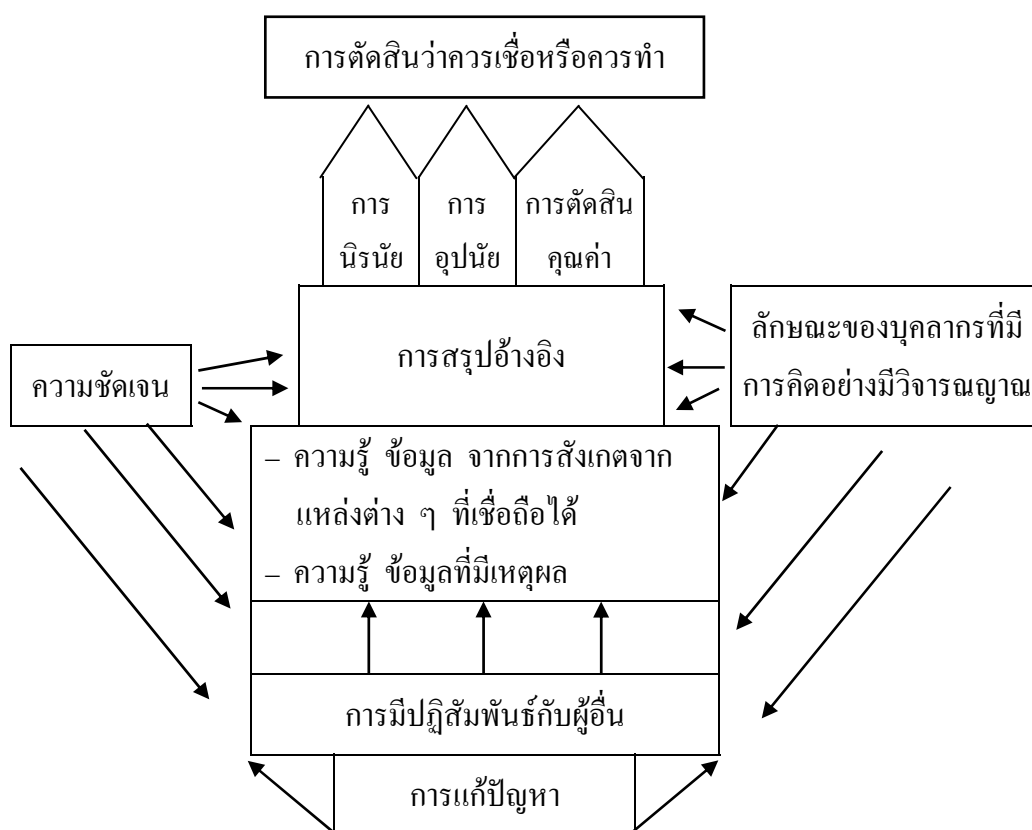 การตัดสินว่าควรเชื่อหรือควรทำ
การ
นิรนัย
การ
อุปนัย
การตัดสิน
คุณค่า
การสรุปอ้างอิง
ความชัดเจน
ลักษณะของบุคลากรที่มี
การคิดอย่างมีวิจารณญาณ
– ความรู้ ข้อมูล จากการสังเกตจาก
แหล่งต่าง ๆ ที่เชื่อถือได้
– ความรู้ ข้อมูลที่มีเหตุผล
การมีปฏิสัมพันธ์กับผู้อื่น
การแก้ปัญหา